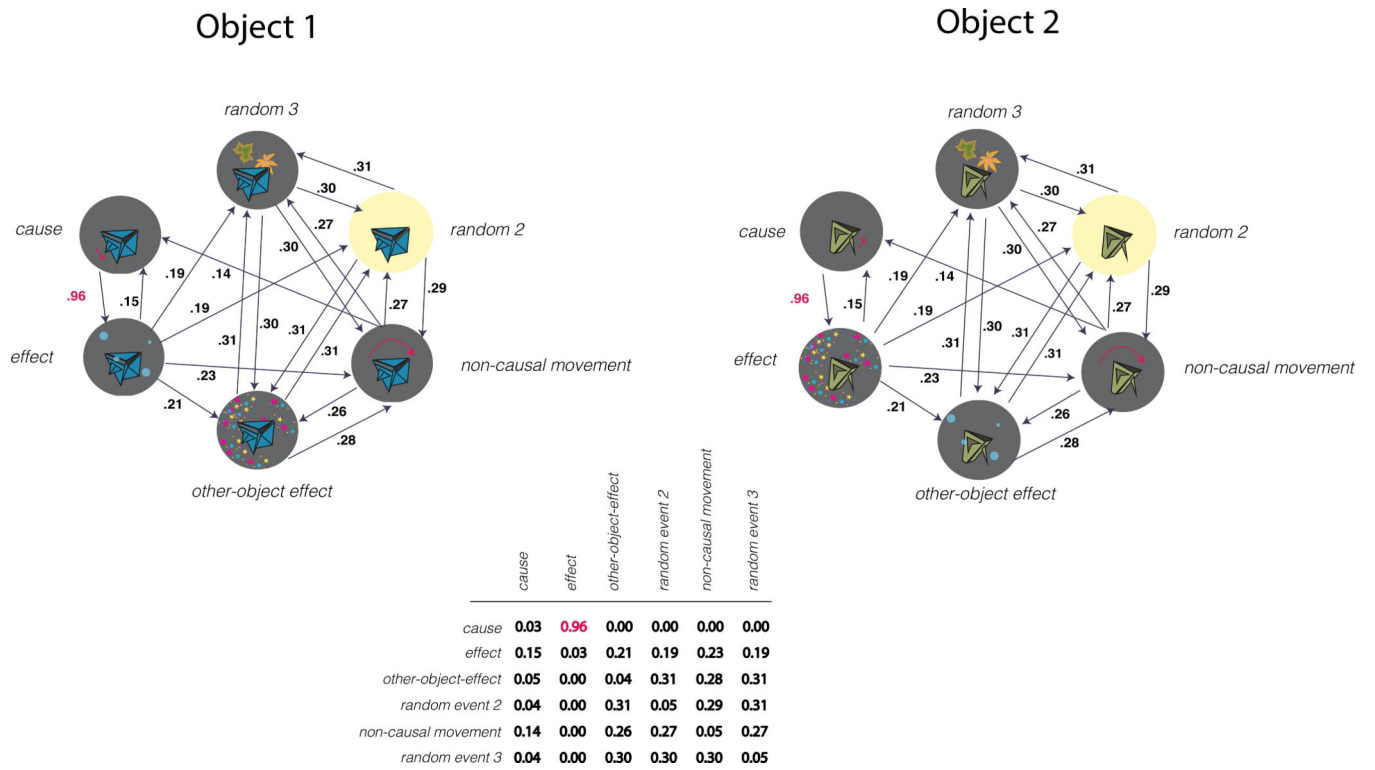 Object 1
Object 2
random 3
random 3
.31
.31
.30
.30
cause
.27
.30
random 2
cause
.27
.30
random 2
.19
.14
.19
.14
.96
.15
.19
.27
.29
.96
.15
.19
.27
.29
effect
.31
.30
.31
.31
non-causal movement
effect
.31
.30
.31
.31
non-causal movement
.23
.23
.21
.26
.28
.21
.26
.28
other-object effect
other-object effect
cause
effect
other-object-effect
random event 2
non-causal movement
random event 3
cause 0.03 0.96 0.00 0.00 0.00 0.00
effect 0.15 0.03 0.21 0.19 0.23 0.19
other-object-effect 0.05 0.00 0.04 0.31 0.28 0.31
random event 2 0.04 0.00 0.31 0.05 0.29 0.31
non-causal movement 0.14 0.00 0.26 0.27 0.05 0.27
random event 3 0.04 0.00 0.30 0.30 0.30 0.05